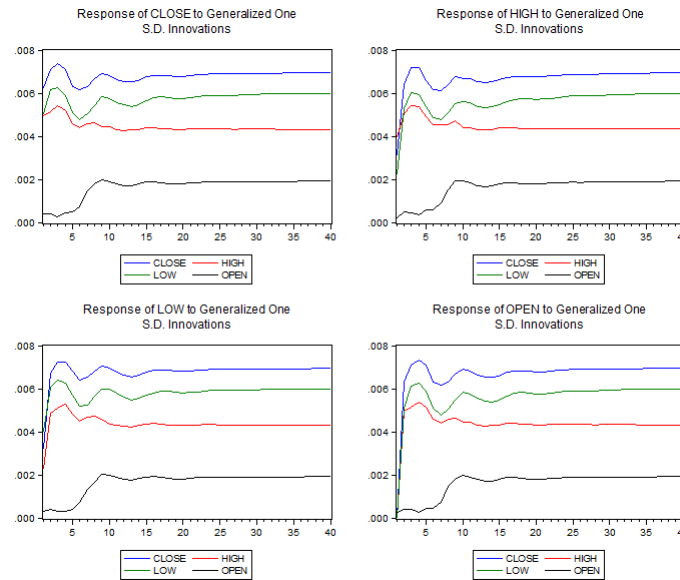 Response of CLOSE to Generalized One
S.D. Innovations
.008
.006
.004
.002
.000
5 10 15 20 25 30 35 40
CLOSE HIGH
LOW OPEN
Response of HIGH to Generalized One
S.D. Innovations
.008
.006
.004
.002
.000
5 10 15 20 25 30 35 40
CLOSE HIGH
LOW OPEN
Response of LOW to Generalized One
S.D. Innovations
.008
.006
.004
.002
.000
5 10 15 20 25 30 35 40
CLOSE HIGH
LOW OPEN
Response of OPEN to Generalized One
S.D. Innovations
.008
.006
.004
.002
.000
5 10 15 20 25 30 35 40
CLOSE HIGH
LOW OPEN